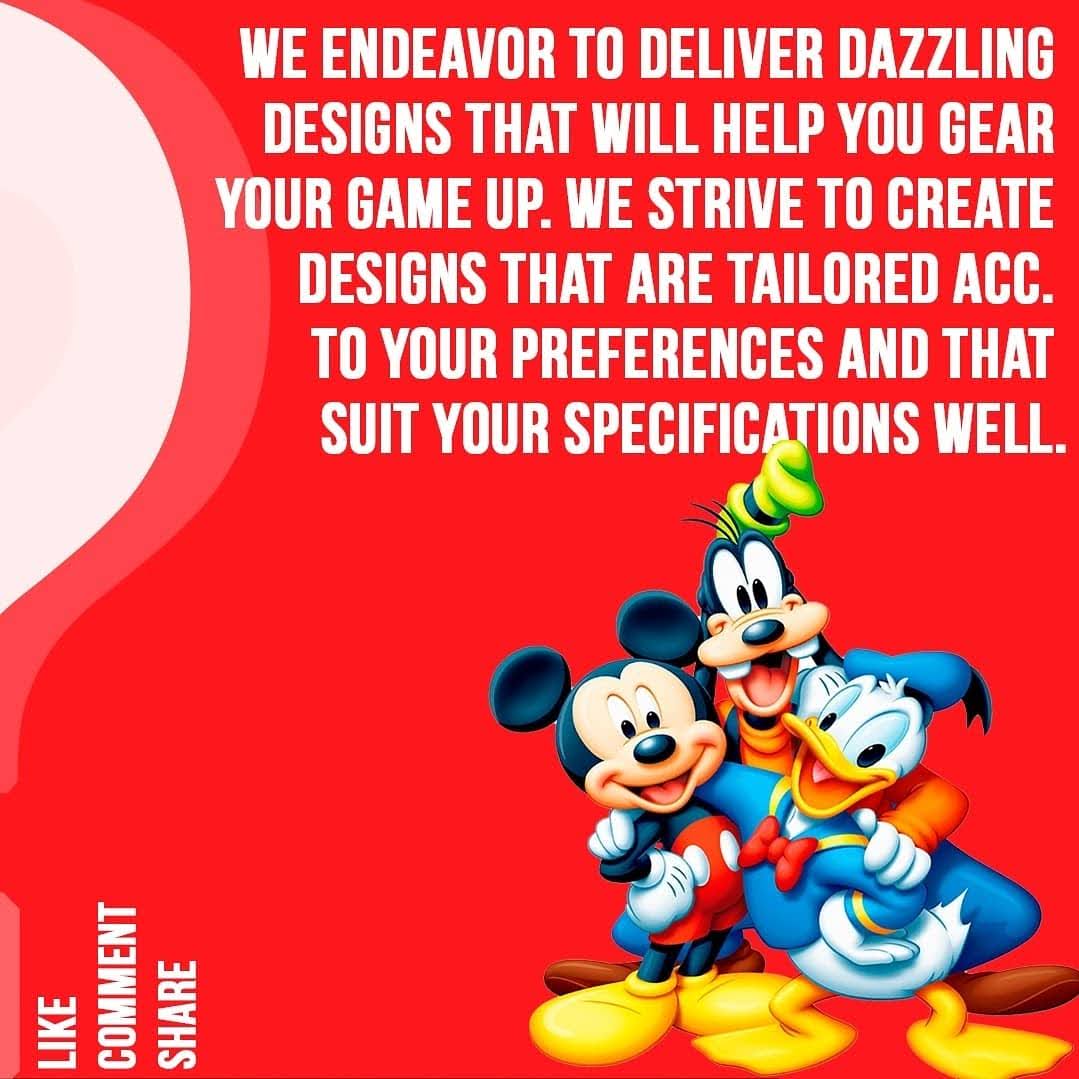 WE ENDEAVOR TO DELIVER DAZZLING
DESIGNS THAT WILL HELP YOU GEAR
YOUR GAME UP. WE STRIVE TO CREATE
DESIGNS THAT ARE TAILORED ACC.
TO YOUR PREFERENCES AND THAT
SUIT YOUR SPECIFICATIONS WELL.
LIKE
COMMENT
SHARE